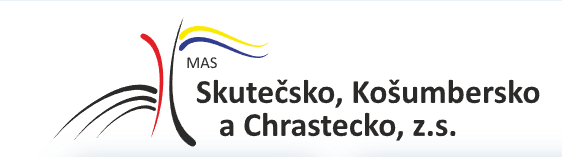 MAS
Skutečsko, Košumbersko
a Chrastecko, z.s.